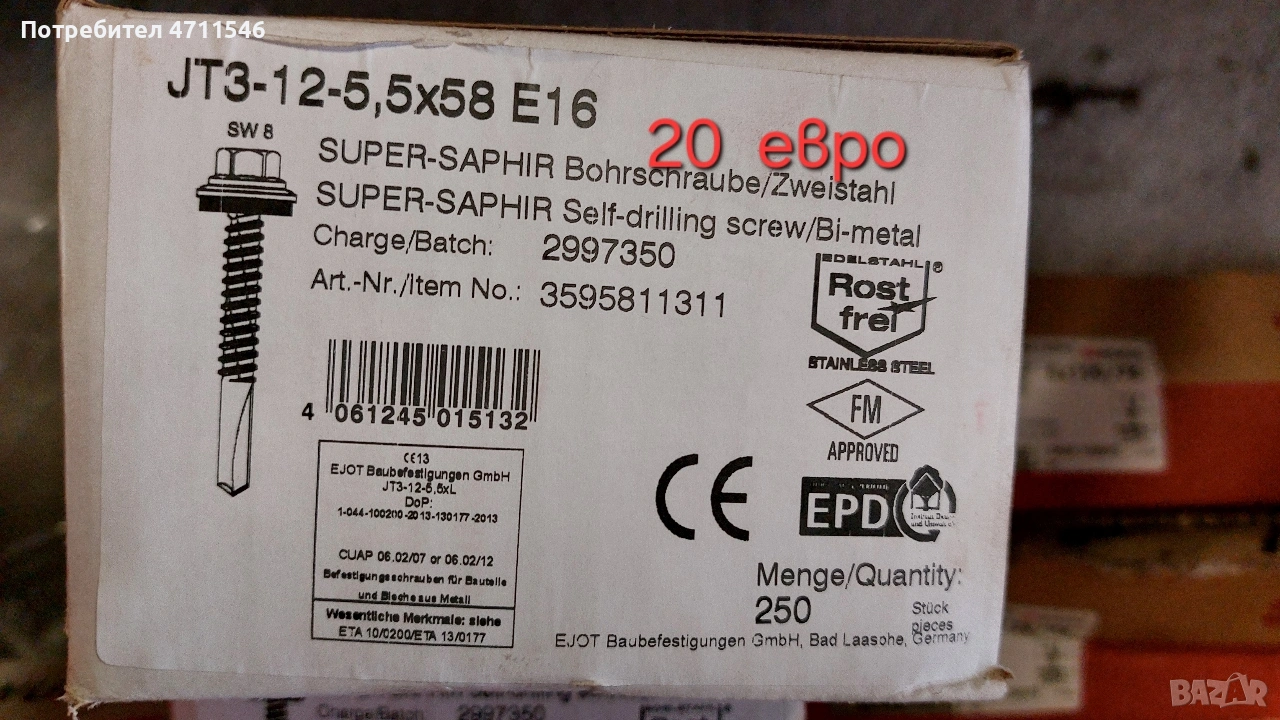 Потребител 4711546
JT3-12-5,5x58 E16
20 евро
SW 8
SUPER-SAPHIR Bohrschraube/Zweistahl
SUPER-SAPHIR Self-drilling screw/Bi-metal
Charge/Batch: 2997350
Art.-Nr./Item No.: 3595811311
EDELSTAHL ®
Rost
frei
STAINLESS STEEL
4 061245 015132
FM
APPROVED
CE13
EJOT Baubefestigungen GmbH
JT3-12-5,5xL
DoP:
1-044-100200-2013-130177-2013
CUAP 06.02/07 or 06.02/12
Befestigungsschrauben für Bauteile
und Bleche aus Metall
Wesentliche Merkmale: siehe
ETA 10/0200/ETA 13/0177
CE
EPD
Menge/Quantity:
250 Stück
pieces
EJOT Baubefestigungen GmbH, Bad Laasphe, Germany
Charge/Batch: 2997350
BAZAR